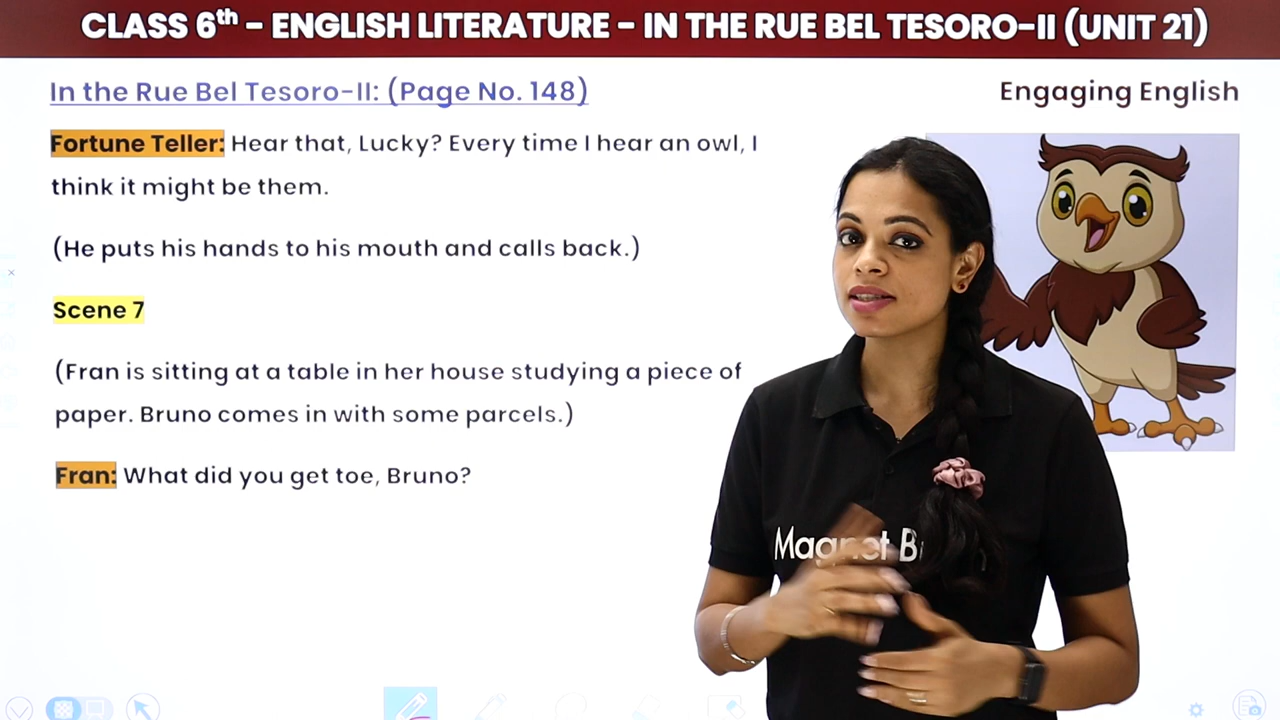 CLASS 6th - ENGLISH LITERATURE - IN THE RUE BEL TESORO-II (UNIT 21)
In the Rue Bel Tesoro-II: (Page No. 148)
Engaging English
Fortune Teller: Hear that, Lucky? Every time I hear an owl, I
think it might be them.
(He puts his hands to his mouth and calls back.)
Scene 7
(Fran is sitting at a table in her house studying a piece of
paper. Bruno comes in with some parcels.)
Fran: What did you get toe, Bruno?